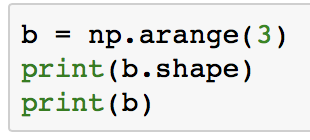 b = np.arange(3)
print(b.shape)
print(b)